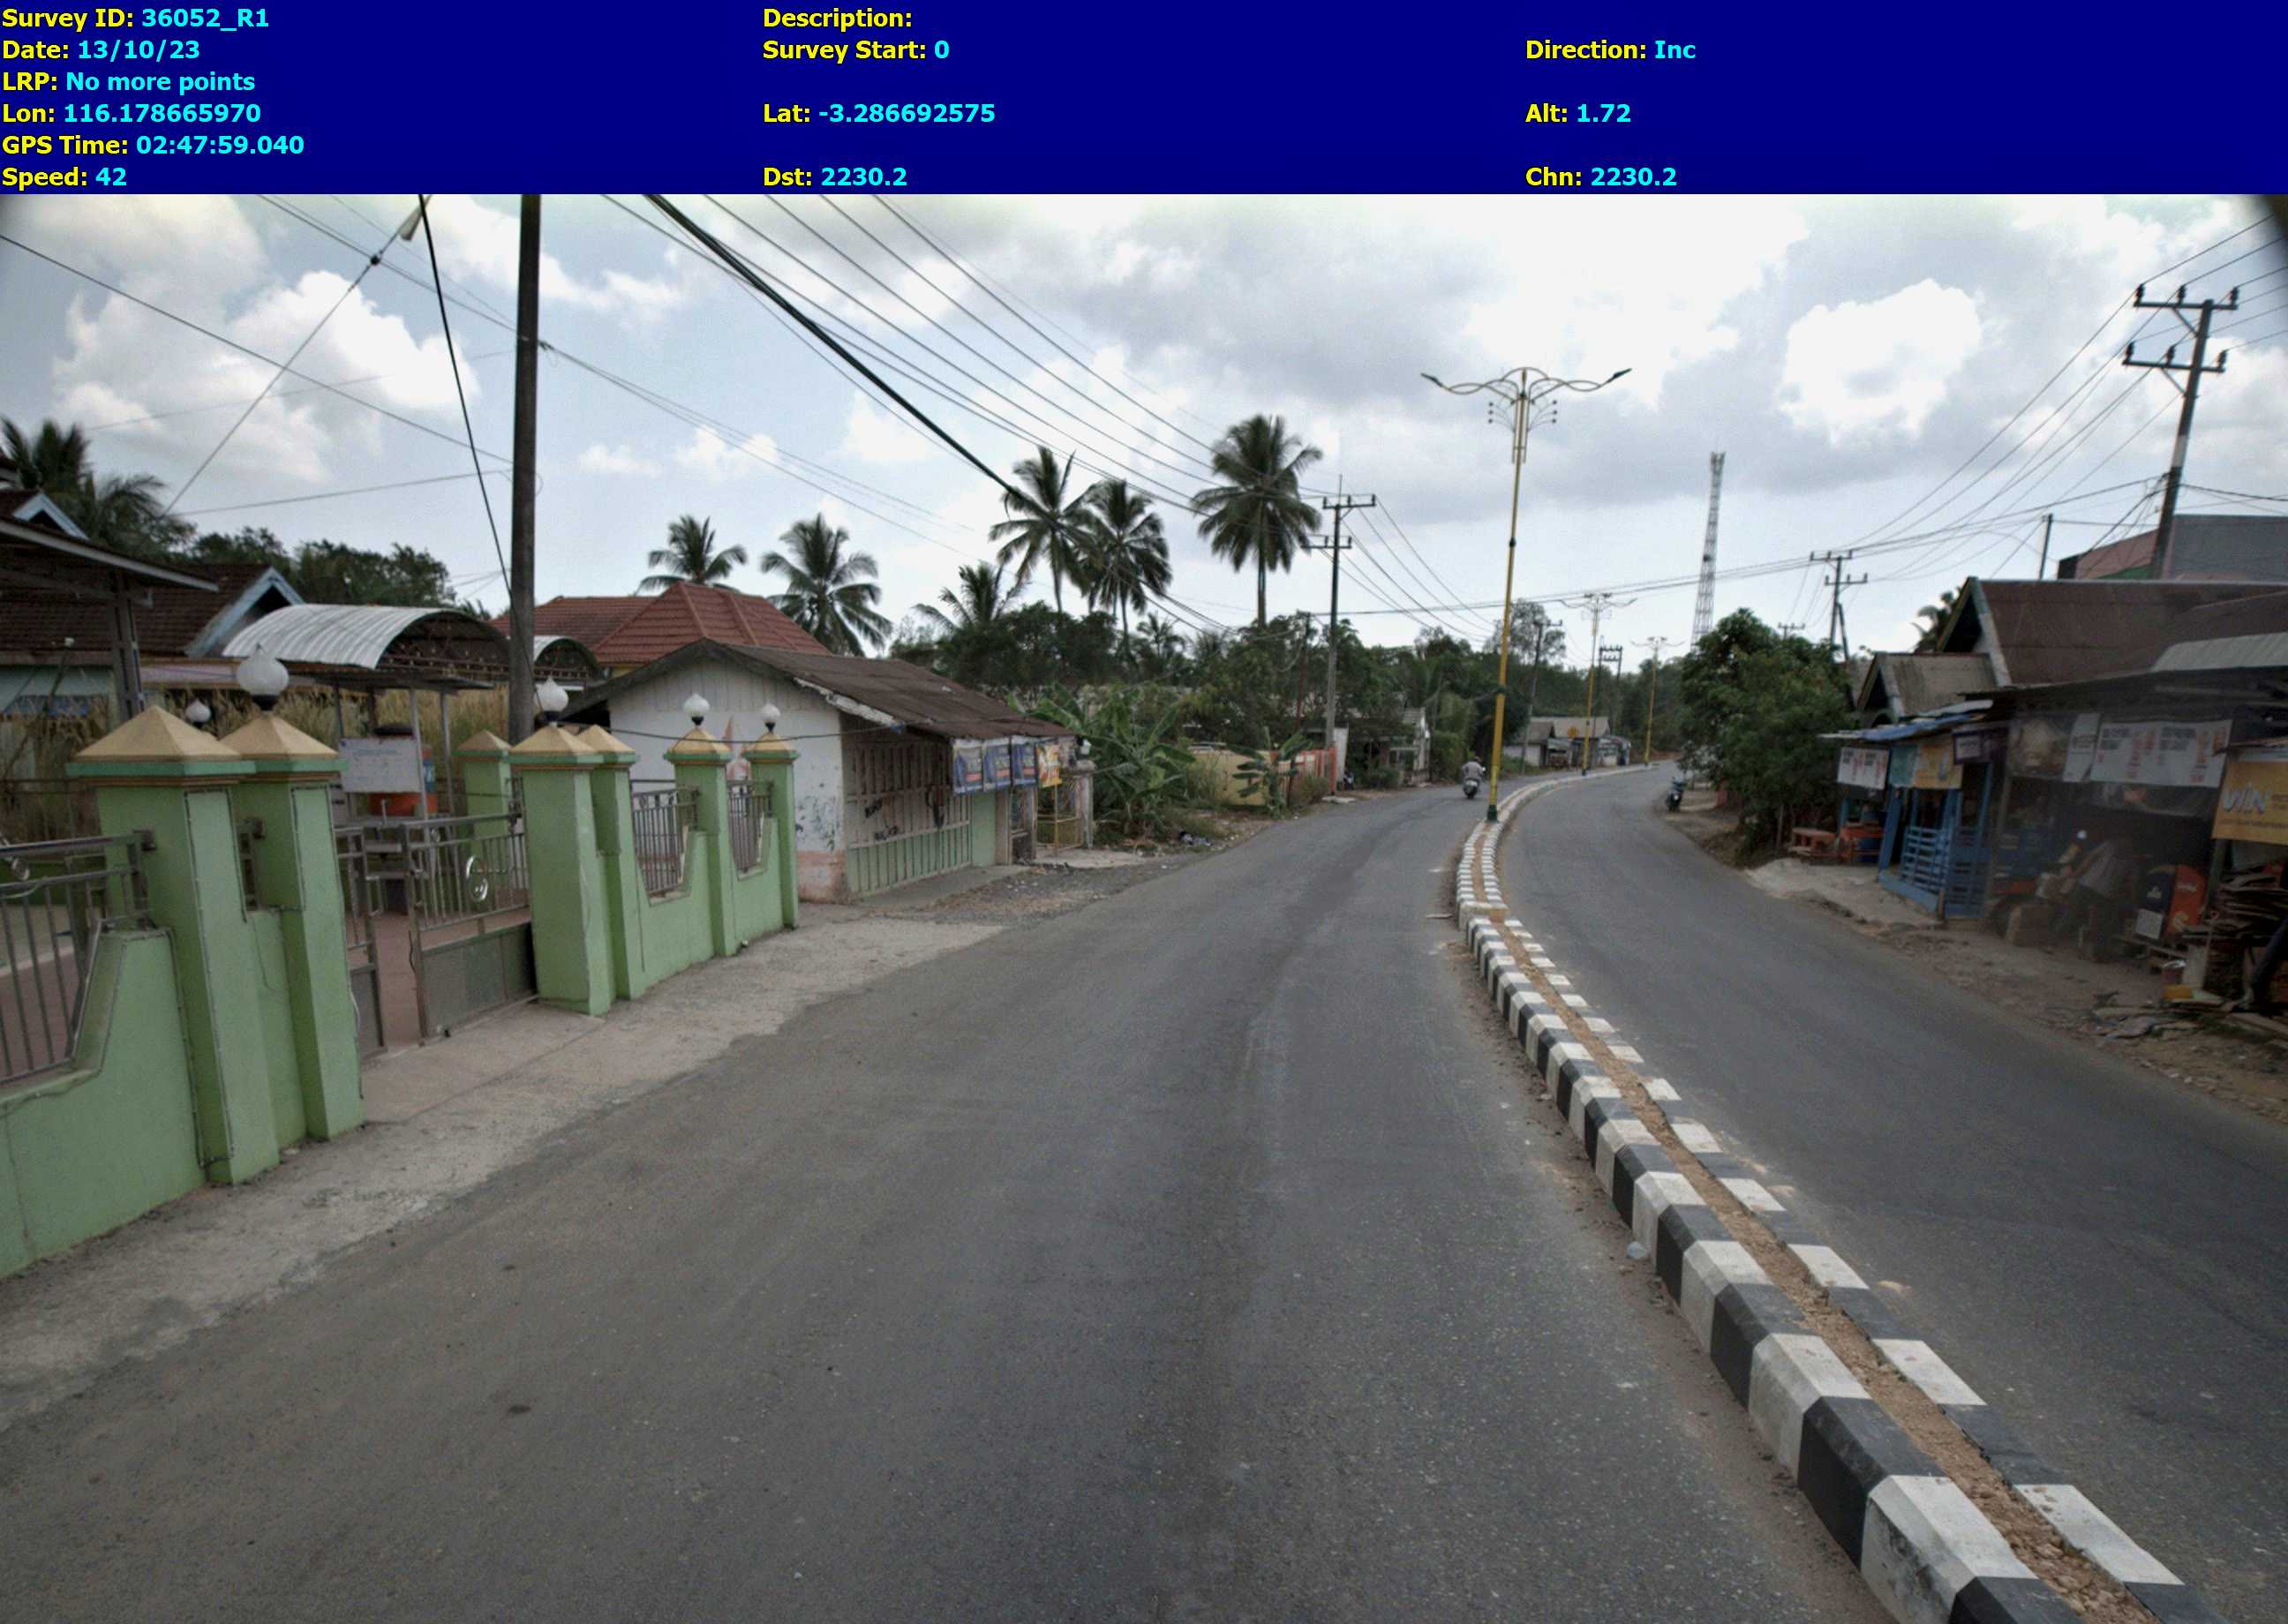 Survey ID: 36052_R1
Description:
Date: 13/10/23
Survey Start: 0
Direction: Inc
LRP: No more points
Lon: 116.178665970
Lat: -3.286692575
Alt: 1.72
GPS Time: 02:47:59.040
Speed: 42
Dst: 2230.2
Chn: 2230.2